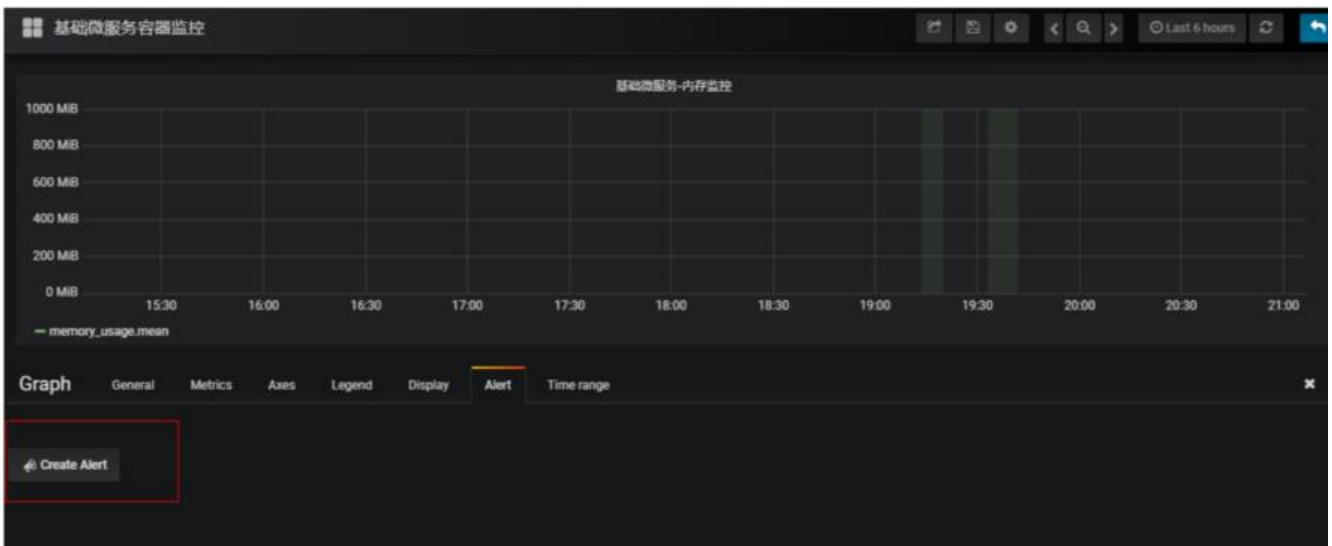 基础微服务容器监控
Last 6 hours
基础微服务-内存监控
1000 MiB
800 MiB
600 MiB
400 MiB
200 MiB
0 MiB
15:30 16:00 16:30 17:00 17:30 18:00 18:30 19:00 19:30 20:00 20:30 21:00
memory_usage.mean
Graph General Metrics Axes Legend Display Alert Time range
Create Alert